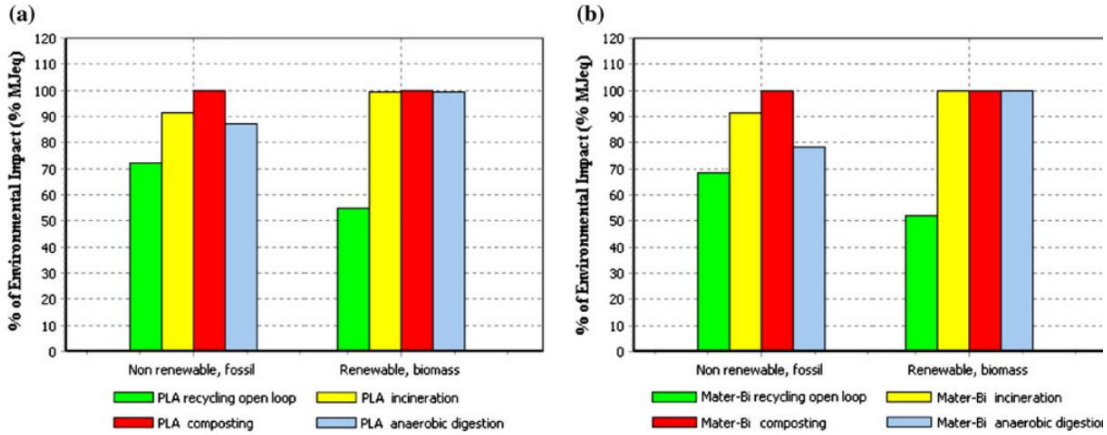 (a)
% of Environmental Impact (% MJeq)
120
110
100
90
80
70
60
50
40
30
20
10
0
Non renewable, fossil
Renewable, biomass
PLA recycling open loop
PLA incineration
PLA composting
PLA anaerobic digestion
(b)
% of Environmental Impact (% MJeq)
120
110
100
90
80
70
60
50
40
30
20
10
0
Non renewable, fossil
Renewable, biomass
Mater-Bi recycling open loop
Mater-Bi incineration
Mater-Bi composting
Mater-Bi anaerobic digestion